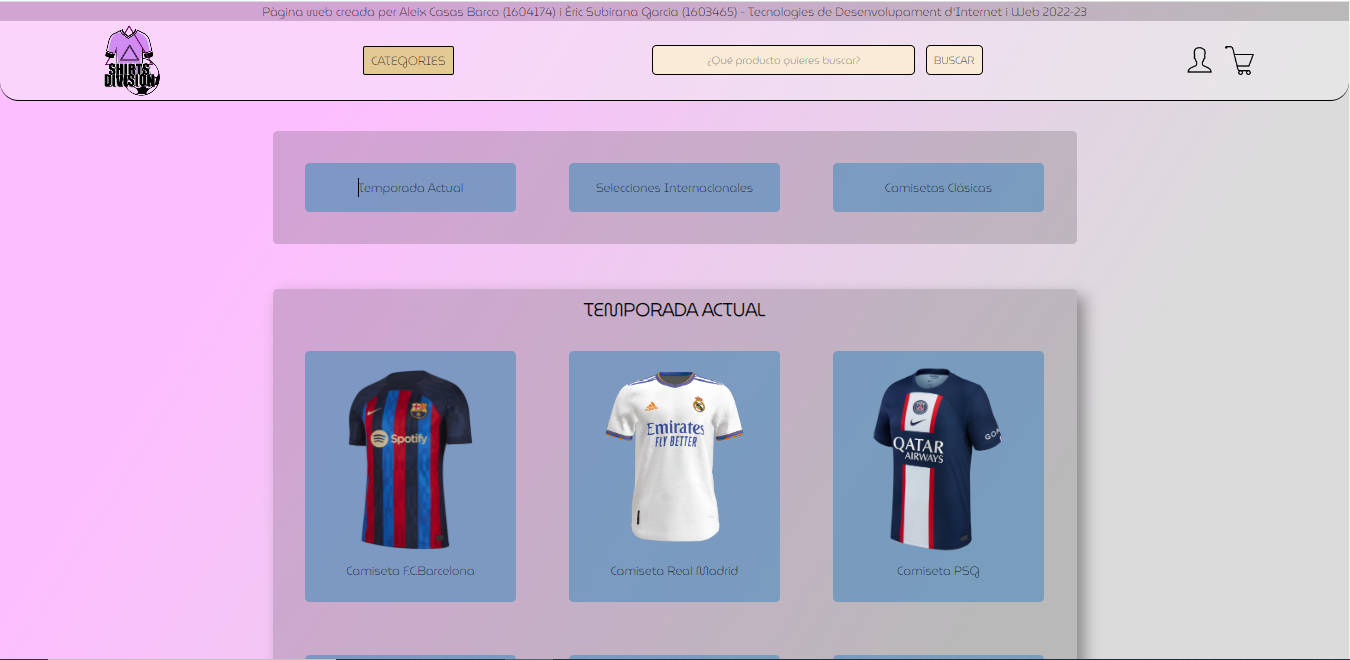 Pàgina web creada per Aleix Casas Barco (1604174) i Èric Subirana Garcia (1603465) - Tecnologies de Desenvolupament d'Internet i Web 2022-23
SHIRTS
DIVISION
CATEGORIES
¿Qué producto quieres buscar?
BUSCAR
Temporada Actual
Selecciones Internacionales
Camisetas Clásicas
TEMPORADA ACTUAL
Spotify
Emirates
FLY BETTER
QATAR
AIRWAYS
Camiseta F.C.Barcelona
Camiseta Real Madrid
Camiseta PSG